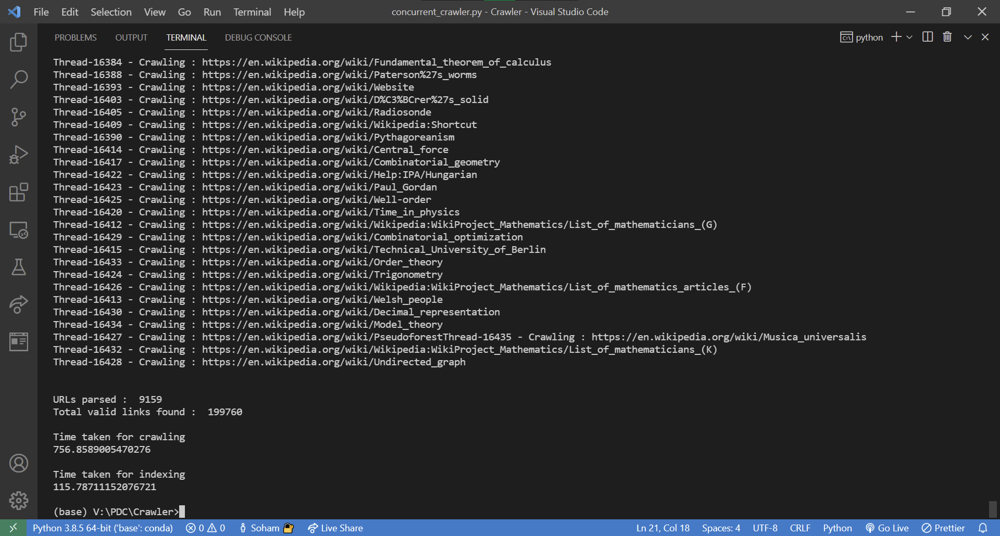 File Edit Selection View Go Run Terminal Help concurrent_crawler.py - Crawler - Visual Studio Code
PROBLEMS OUTPUT TERMINAL DEBUG CONSOLE python
Thread-16384 - Crawling : https://en.wikipedia.org/wiki/Fundamental_theorem_of_calculus
Thread-16388 - Crawling : https://en.wikipedia.org/wiki/Paterson%27s_worms
Thread-16393 - Crawling : https://en.wikipedia.org/wiki/Website
Thread-16403 - Crawling : https://en.wikipedia.org/wiki/D%C3%BCrer%27s_solid
Thread-16405 - Crawling : https://en.wikipedia.org/wiki/Radiosonde
Thread-16409 - Crawling : https://en.wikipedia.org/wiki/Wikipedia:Shortcut
Thread-16390 - Crawling : https://en.wikipedia.org/wiki/Pythagoreanism
Thread-16414 - Crawling : https://en.wikipedia.org/wiki/Central_force
Thread-16417 - Crawling : https://en.wikipedia.org/wiki/Combinatorial_geometry
Thread-16422 - Crawling : https://en.wikipedia.org/wiki/Help:IPA/Hungarian
Thread-16423 - Crawling : https://en.wikipedia.org/wiki/Paul_Gordan
Thread-16425 - Crawling : https://en.wikipedia.org/wiki/Well-order
Thread-16420 - Crawling : https://en.wikipedia.org/wiki/Time_in_physics
Thread-16412 - Crawling : https://en.wikipedia.org/wiki/Wikipedia:WikiProject_Mathematics/List_of_mathematicians_(G)
Thread-16429 - Crawling : https://en.wikipedia.org/wiki/Combinatorial_optimization
Thread-16415 - Crawling : https://en.wikipedia.org/wiki/Technical_University_of_Berlin
Thread-16433 - Crawling : https://en.wikipedia.org/wiki/Order_theory
Thread-16424 - Crawling : https://en.wikipedia.org/wiki/Trigonometry
Thread-16426 - Crawling : https://en.wikipedia.org/wiki/Wikipedia:WikiProject_Mathematics/List_of_mathematics_articles_(F)
Thread-16413 - Crawling : https://en.wikipedia.org/wiki/Welsh_people
Thread-16430 - Crawling : https://en.wikipedia.org/wiki/Decimal_representation
Thread-16434 - Crawling : https://en.wikipedia.org/wiki/Model_theory
Thread-16427 - Crawling : https://en.wikipedia.org/wiki/PseudoforestThread-16435 - Crawling : https://en.wikipedia.org/wiki/Musica_universalis
Thread-16432 - Crawling : https://en.wikipedia.org/wiki/Wikipedia:WikiProject_Mathematics/List_of_mathematicians_(K)
Thread-16428 - Crawling : https://en.wikipedia.org/wiki/Undirected_graph
URLs parsed :  9159
Total valid links found :  199760
Time taken for crawling
756.8589005470276
Time taken for indexing
115.78711152076721
(base) V:\PDC\Crawler>
Python 3.8.5 64-bit ('base': conda) 0 0 Soham Live Share Ln 21, Col 18 Spaces: 4 UTF-8 CRLF Python Go Live Prettier